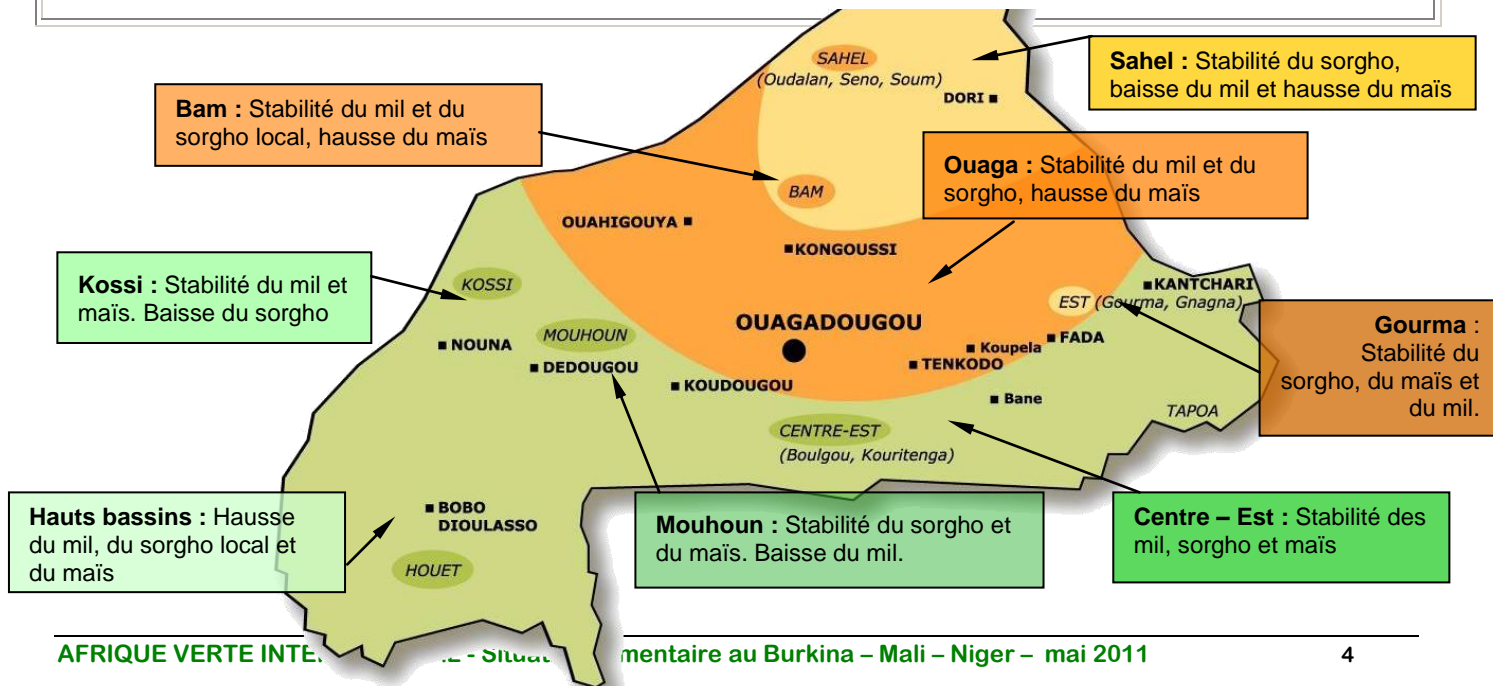 SAHEL
(Oudalan, Seno, Soum)
DORI
Sahel : Stabilité du sorgho,
baisse du mil et hausse du maïs
Bam : Stabilité du mil et du
sorgho local, hausse du maïs
Ouaga : Stabilité du mil et du
sorgho, hausse du maïs
BAM
OUAHIGOUYA
KONGOUSSI
Kossi : Stabilité du mil et
maïs. Baisse du sorgho
KOSSI
KANTCHARI
EST (Gourma, Gnagna)
MOUHOUN
OUAGADOUGOU
NOUNA
DEDOUGOU
KOUDOUGOU
Koupela
FADA
TENKODO
Bane
TAPOA
Gourma :
Stabilité du
sorgho, du maïs et
du mil.
CENTRE-EST
(Boulgou, Kouritenga)
Hauts bassins : Hausse
du mil, du sorgho local et
du maïs
BOBO
DIOULASSO
HOUET
Mouhoun : Stabilité du sorgho et
du maïs. Baisse du mil.
Centre – Est : Stabilité des
mil, sorgho et maïs
AFRIQUE VERTE - au Burkina – Mali – Niger – mai 2011
4